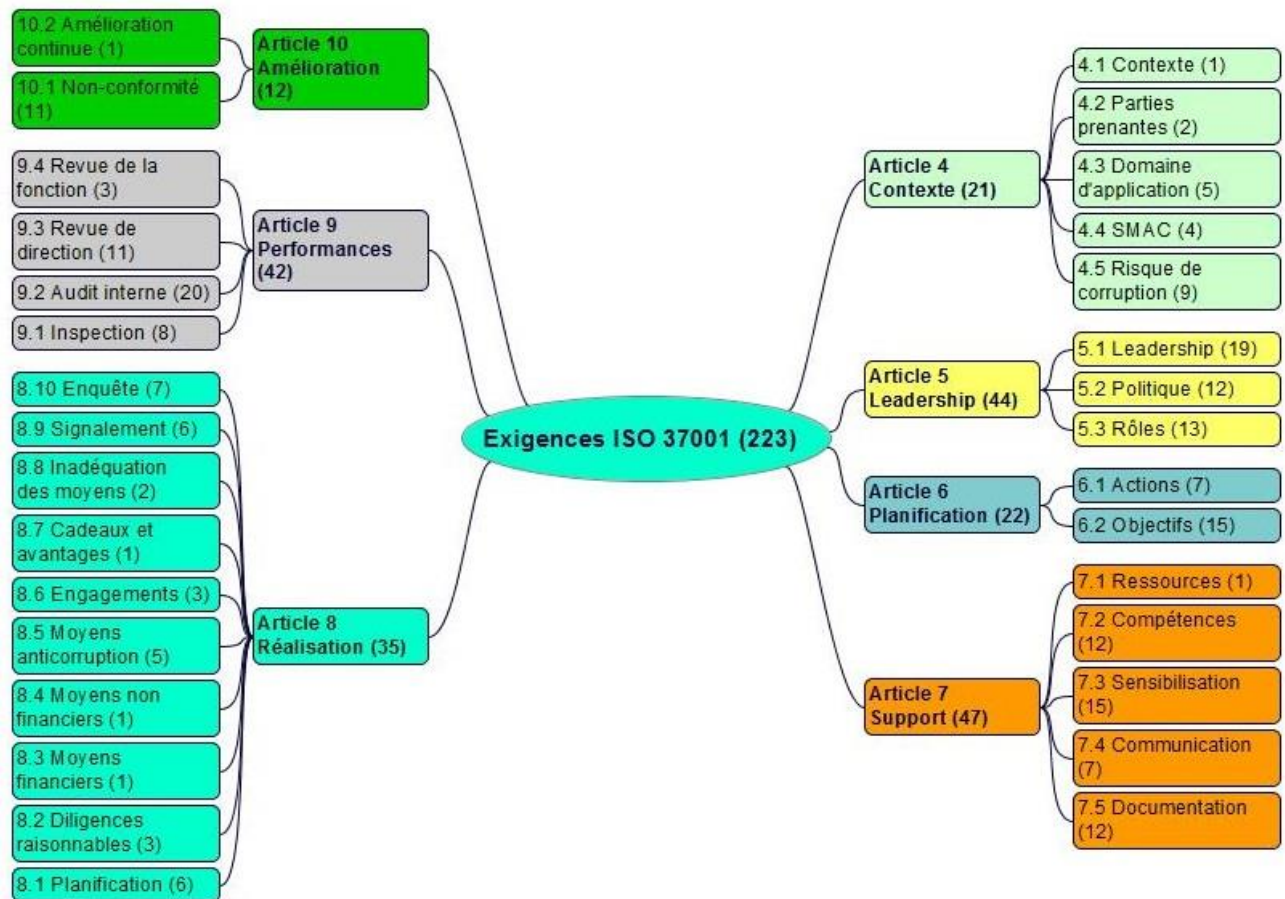 10.2 Amélioration
continue (1)
10.1 Non-conformité
(11)
Article 10
Amélioration
(12)
9.4 Revue de la
fonction (3)
9.3 Revue de
direction (11)
9.2 Audit interne (20)
9.1 Inspection (8)
Article 9
Performances
(42)
8.10 Enquête (7)
8.9 Signalement (6)
8.8 Inadéquation
des moyens (2)
8.7 Cadeaux et
avantages (1)
8.6 Engagements (3)
8.5 Moyens
anticorruption (5)
8.4 Moyens non
financiers (1)
8.3 Moyens
financiers (1)
8.2 Diligences
raisonnables (3)
8.1 Planification (6)
Article 8
Réalisation (35)
Exigences ISO 37001 (223)
Article 4
Contexte (21)
4.1 Contexte (1)
4.2 Parties
prenantes (2)
4.3 Domaine
d'application (5)
4.4 SMAC (4)
4.5 Risque de
corruption (9)
Article 5
Leadership (44)
5.1 Leadership (19)
5.2 Politique (12)
5.3 Rôles (13)
Article 6
Planification (22)
6.1 Actions (7)
6.2 Objectifs (15)
Article 7
Support (47)
7.1 Ressources (1)
7.2 Compétences
(12)
7.3 Sensibilisation
(15)
7.4 Communication
(7)
7.5 Documentation
(12)